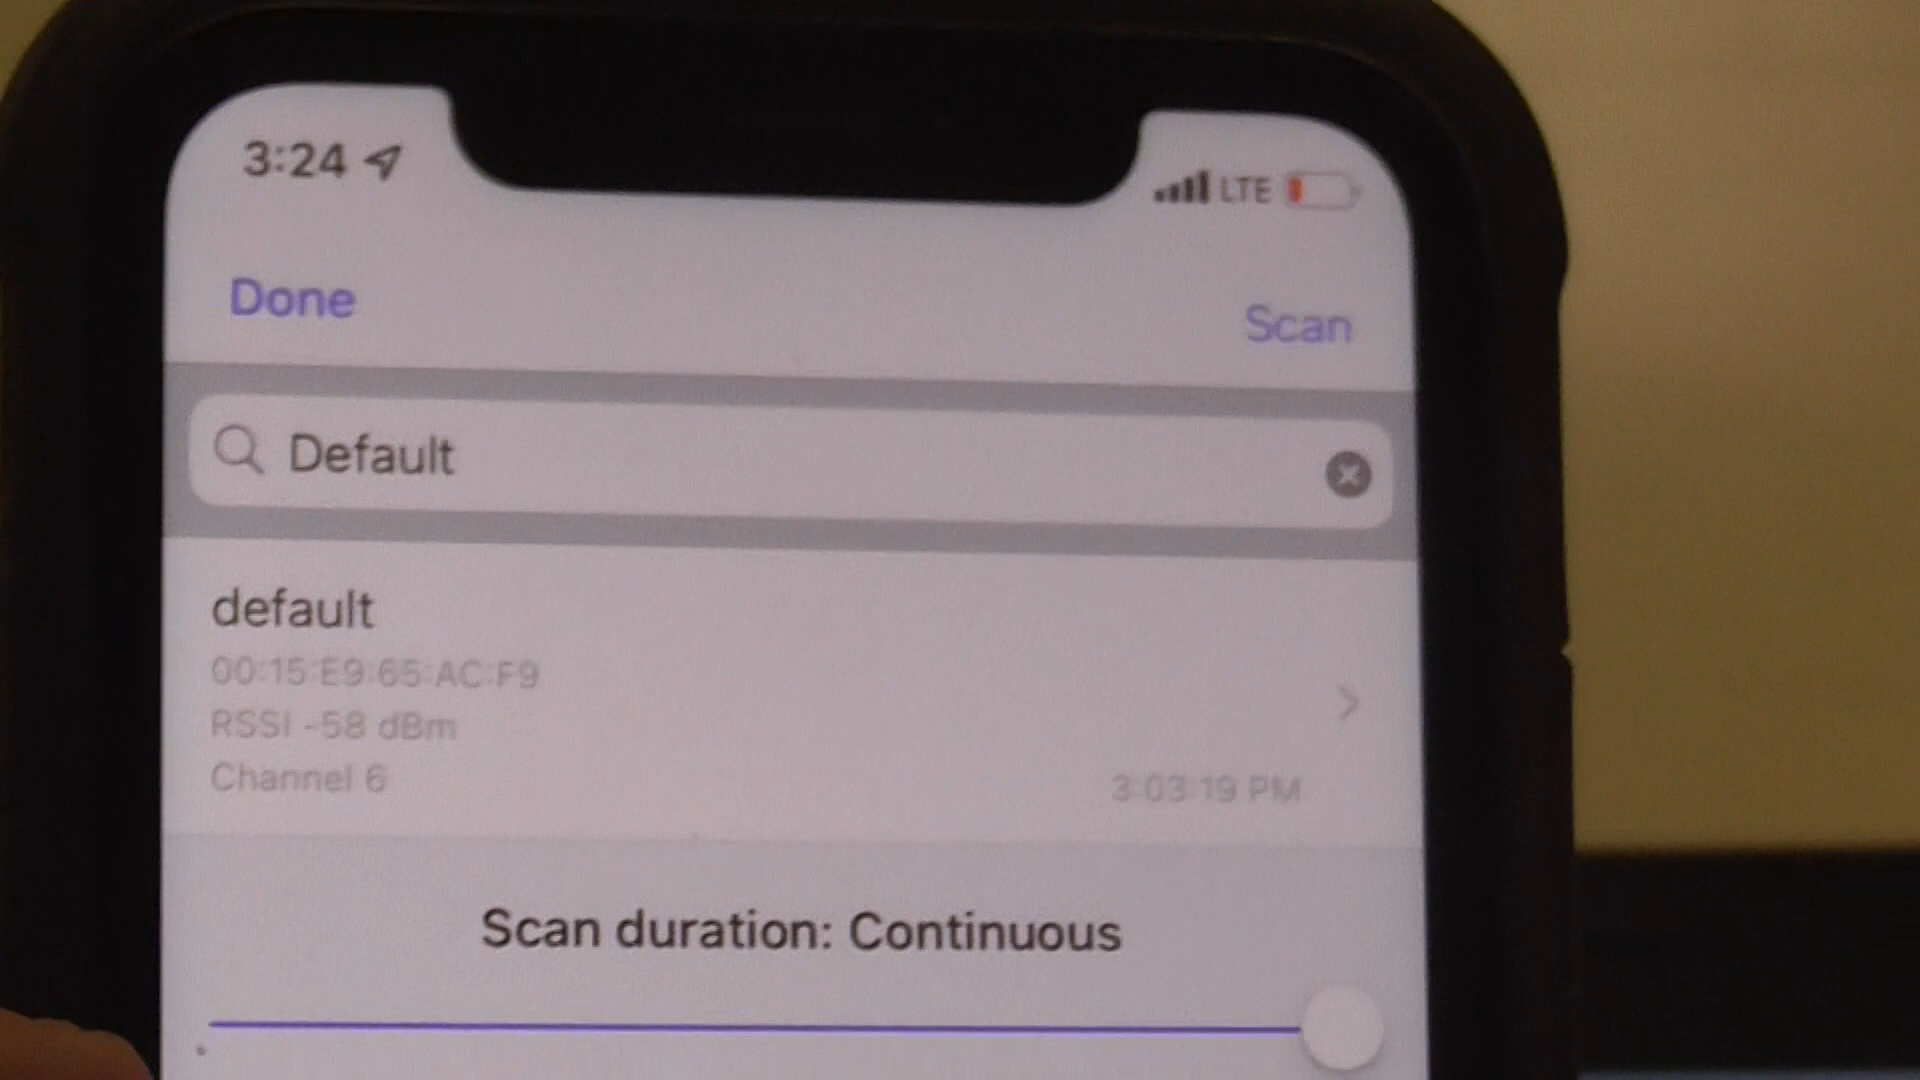 3:24
LTE
Done
Scan
Default
default
00:15:E9:65:AC:F9
RSSI -58 dBm
Channel 6
3:03:19 PM
Scan duration: Continuous